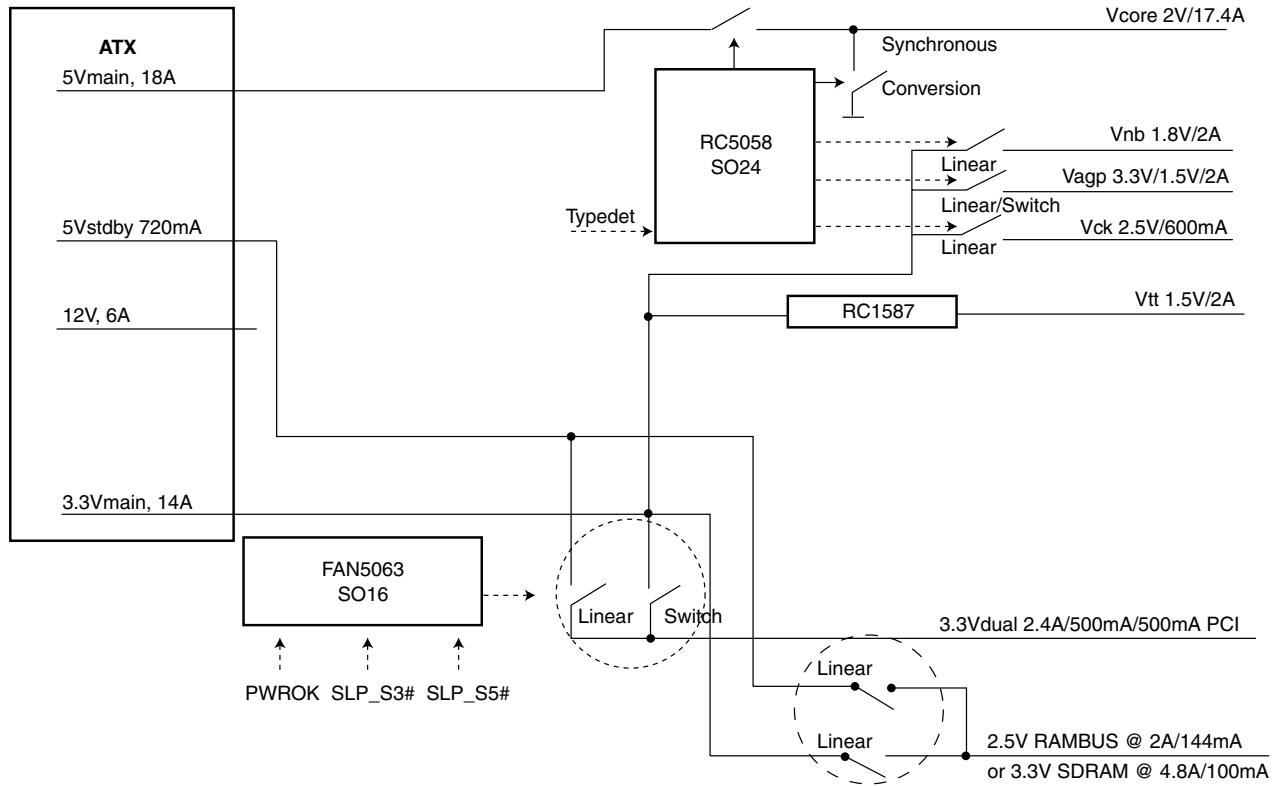 Vcore 2V/17.4A
ATX
5Vmain, 18A
Synchronous
Conversion
RC5058
SO24
Vnb 1.8V/2A
Linear
Vagp 3.3V/1.5V/2A
Linear/Switch
Typedet
5Vstdby 720mA
Vck 2.5V/600mA
Linear
12V, 6A
RC1587
Vtt 1.5V/2A
3.3Vmain, 14A
FAN5063
SO16
Linear
Switch
3.3Vdual 2.4A/500mA/500mA PCI
PWROK SLP_S3# SLP_S5#
Linear
Linear
2.5V RAMBUS @ 2A/144mA
or 3.3V SDRAM @ 4.8A/100mA